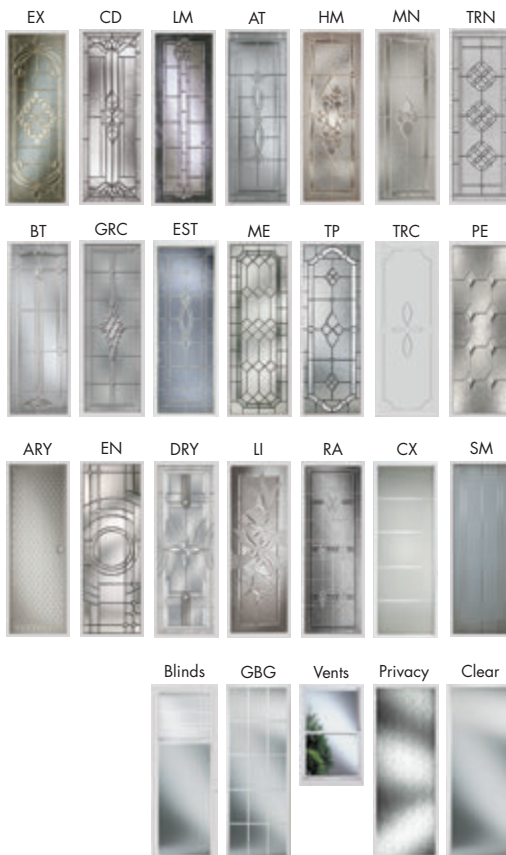 EX CD LM AT HM MN TRN
BT GRC EST ME TP TRC PE
ARY EN DRY LI RA CX SM
Blinds GBG Vents Privacy Clear